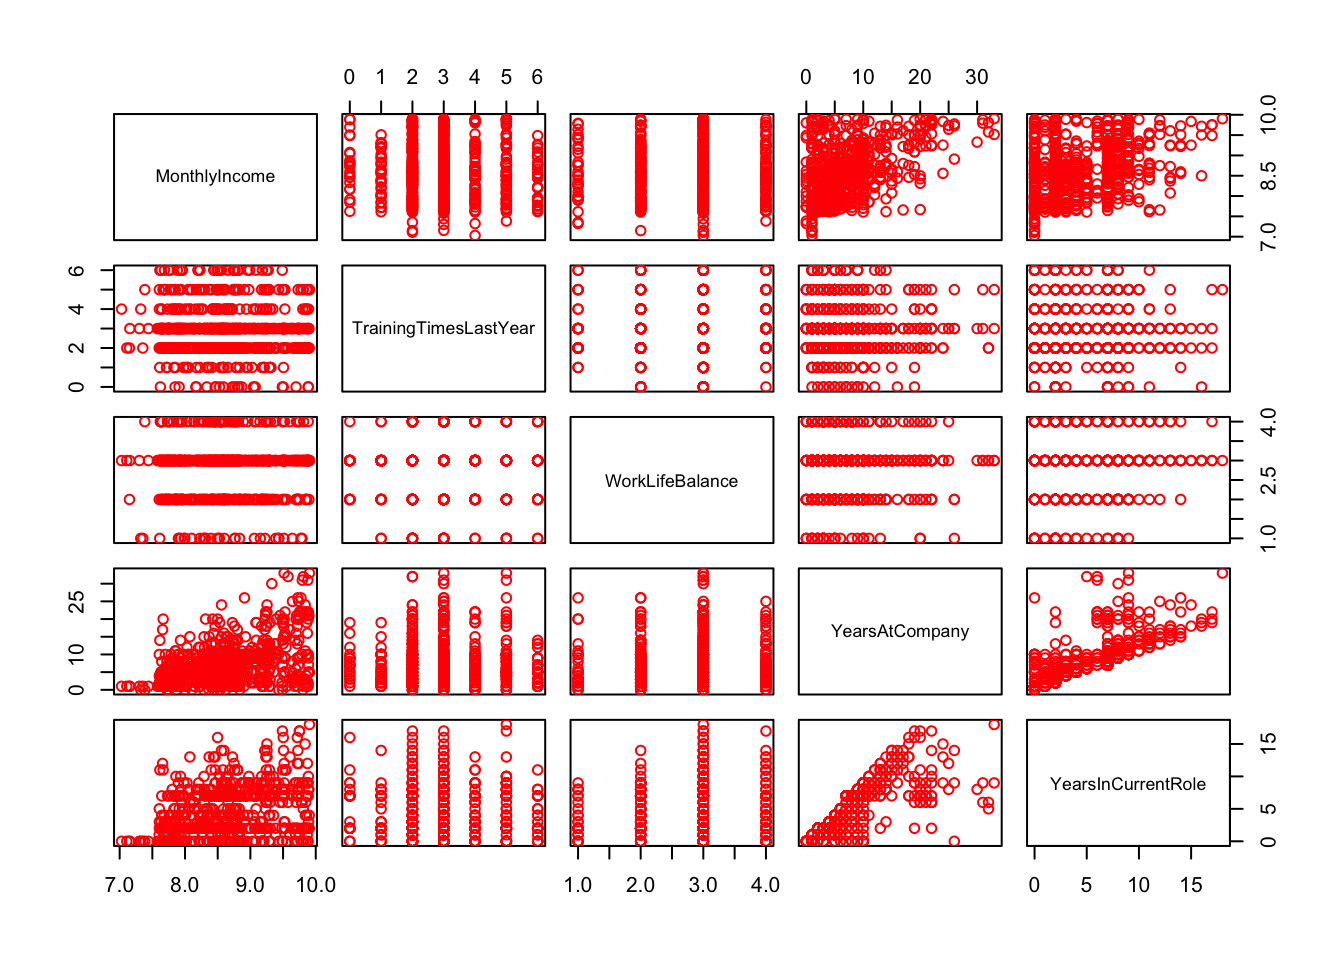 0 1 2 3 4 5 6 0 10 20 30
MonthlyIncome
7.0 8.5 10.0
0 2 4 6
TrainingTimesLastYear
WorkLifeBalance
1.0 2.5 4.0
0 10 25
YearsAtCompany
YearsInCurrentRole
0 5 15
7.0 8.0 9.0 10.0 1.0 2.0 3.0 4.0 0 5 10 15